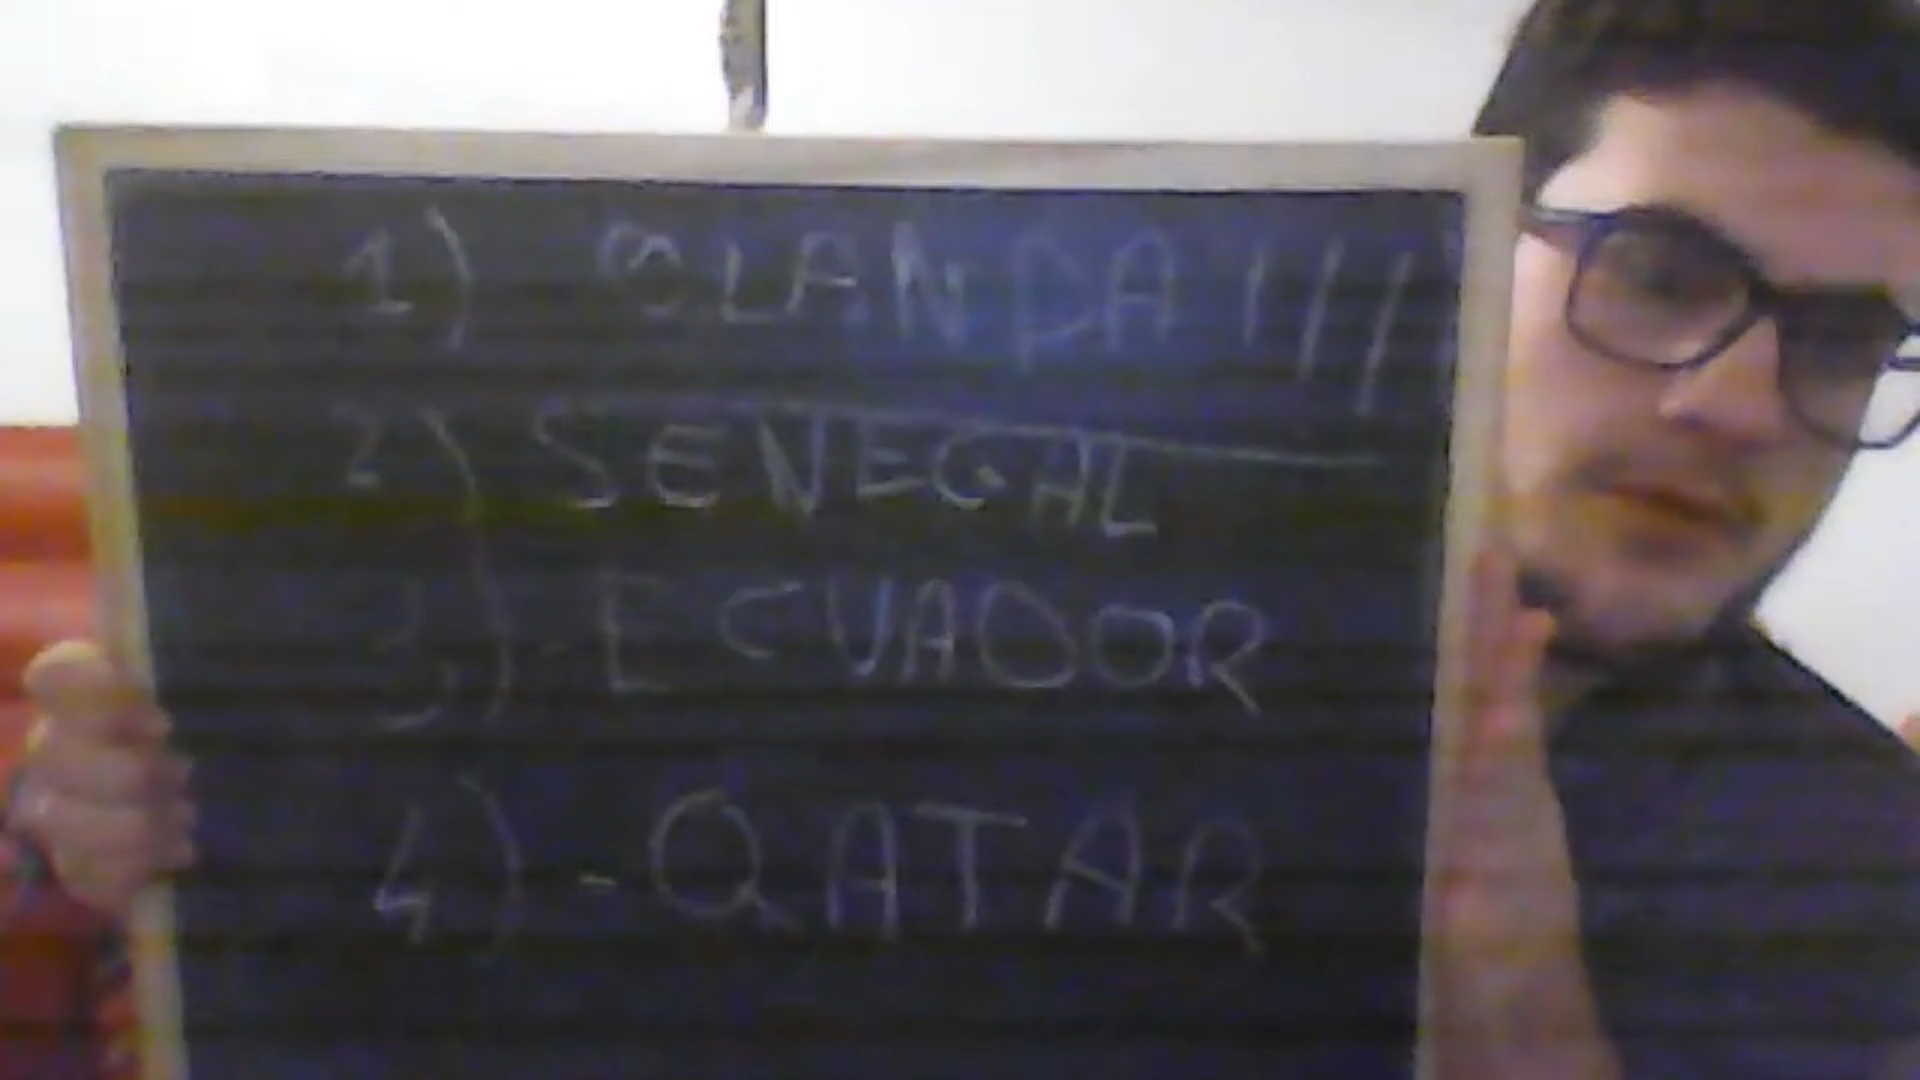 1) OLANDA !!!
2) SENEGAL
3) - ECUADOR
4) - QATAR